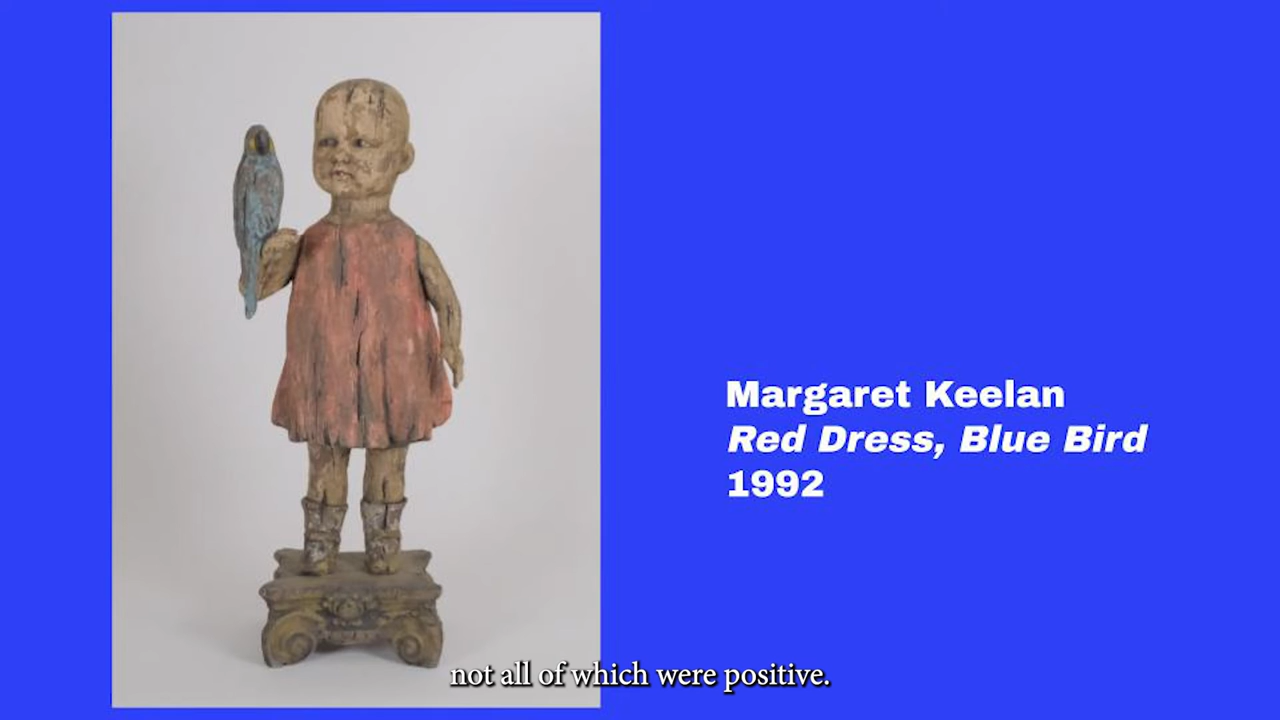 Margaret Keelan
Red Dress, Blue Bird
1992
not all of which were positive.